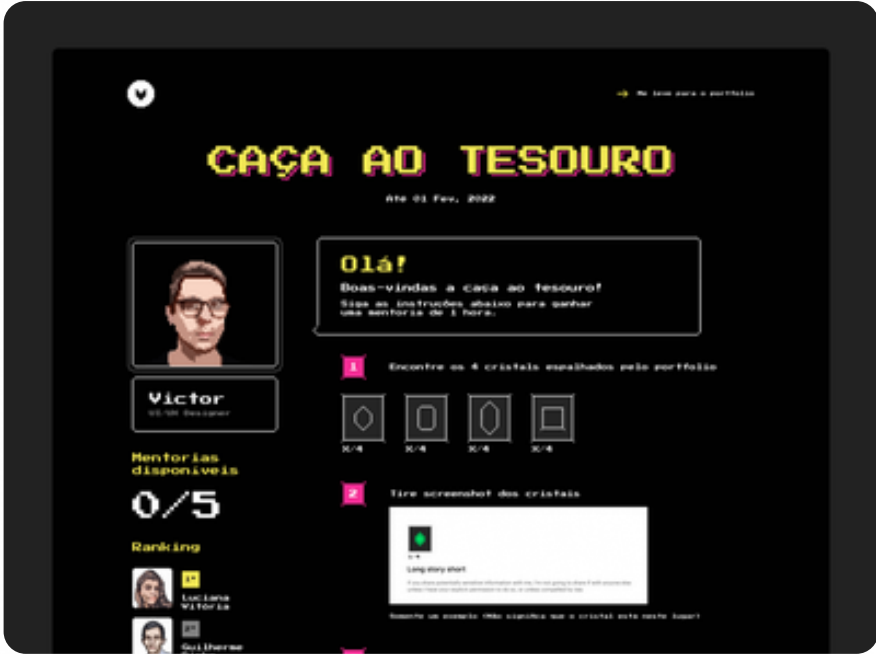 Me leve para o portfolio
CAÇA AO TESOURO
Até 01 Fev, 2022
Olá!
Boas-vindas a caça ao tesouro!
Siga as instruções abaixo para ganhar
uma mentoria de 1 hora.
Victor
UI/UX Designer
Mentorias
disponíveis
0/5
Ranking
1º
Luciana
Vitória
2º
Guilherme
1
Encontre os 4 cristais espalhados pelo portfolio
X/4
X/4
X/4
X/4
2
Tire screenshot dos cristais
Long story short
Somente um exemplo (Não significa que o cristal esta neste lugar)